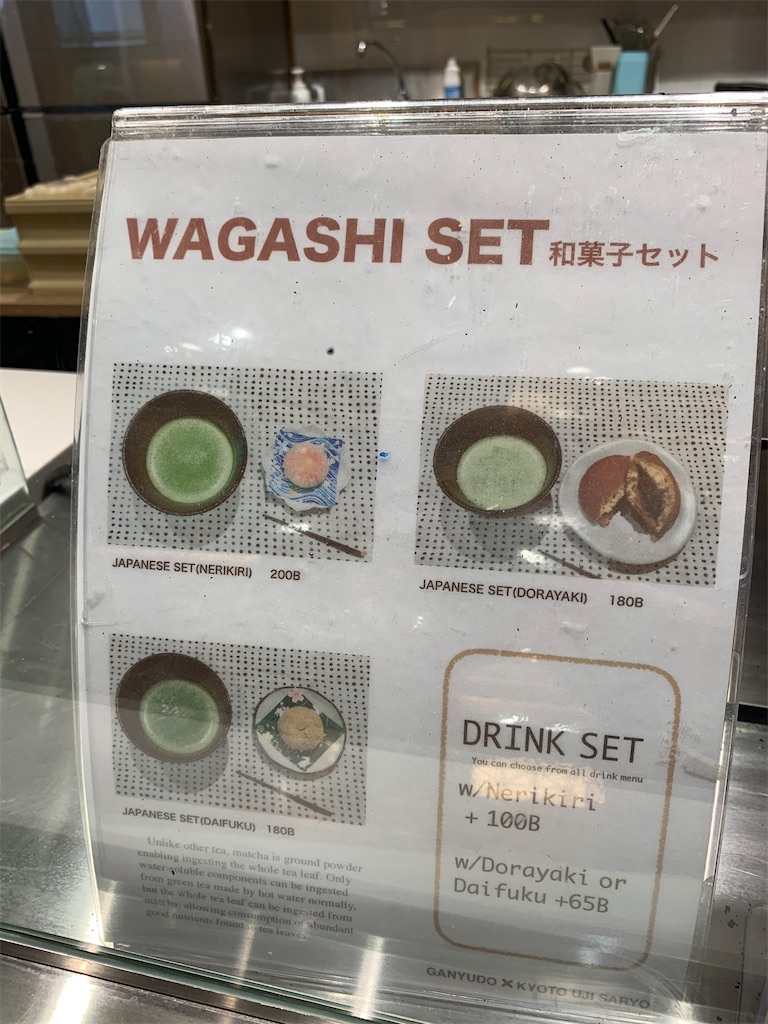 WAGASHI SET 和菓子セット
JAPANESE SET(NERIKIRI) 200B
JAPANESE SET(DORAYAKI) 180B
JAPANESE SET(DAIFUKU) 180B
Unlike other tea, matcha is ground powder
enabling ingesting the whole tea leaf. Only
water-soluble components can be ingested
from green tea made by hot water normally,
but the whole tea leaf can be ingested from
matcha, allowing consumption of abundant
good nutrients found in tea leaves.
DRINK SET
You can choose from all drink menu
w/Nerikiri
+ 100B
w/Dorayaki or
Daifuku +65B
GANYUDO × KYOTO UJI SARYO